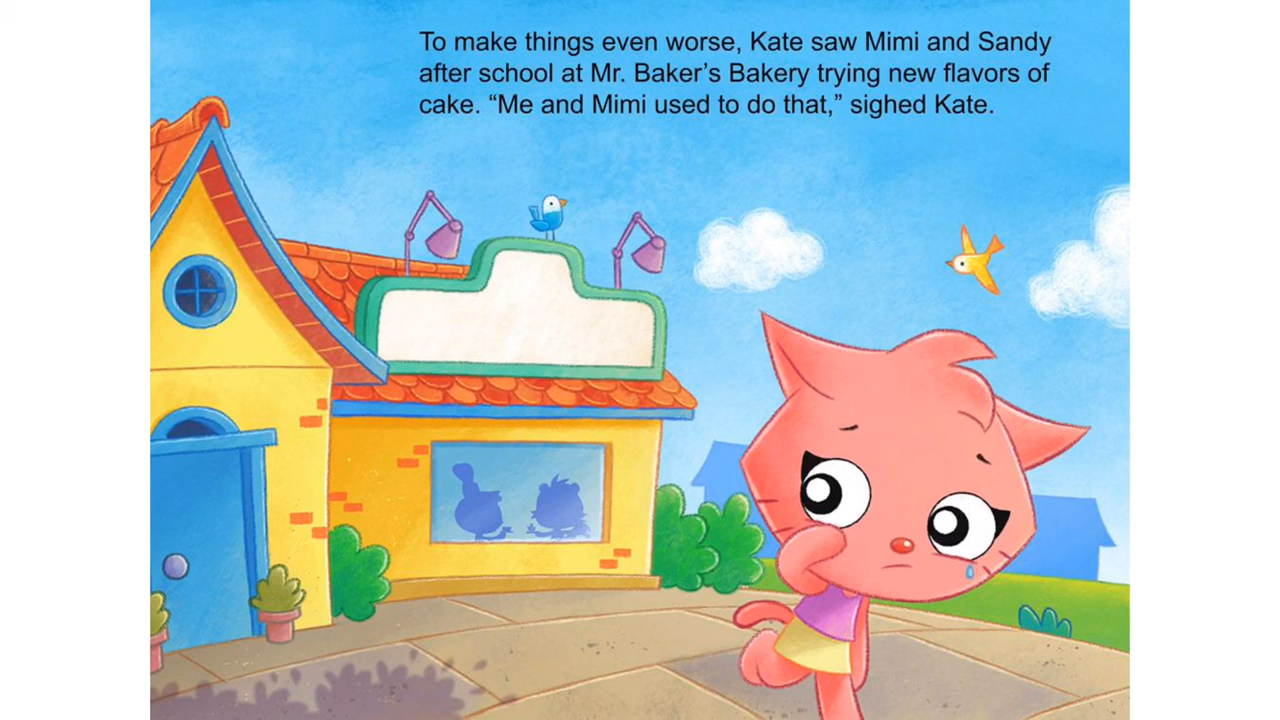 To make things even worse, Kate saw Mimi and Sandy
after school at Mr. Baker’s Bakery trying new flavors of
cake. “Me and Mimi used to do that,” sighed Kate.